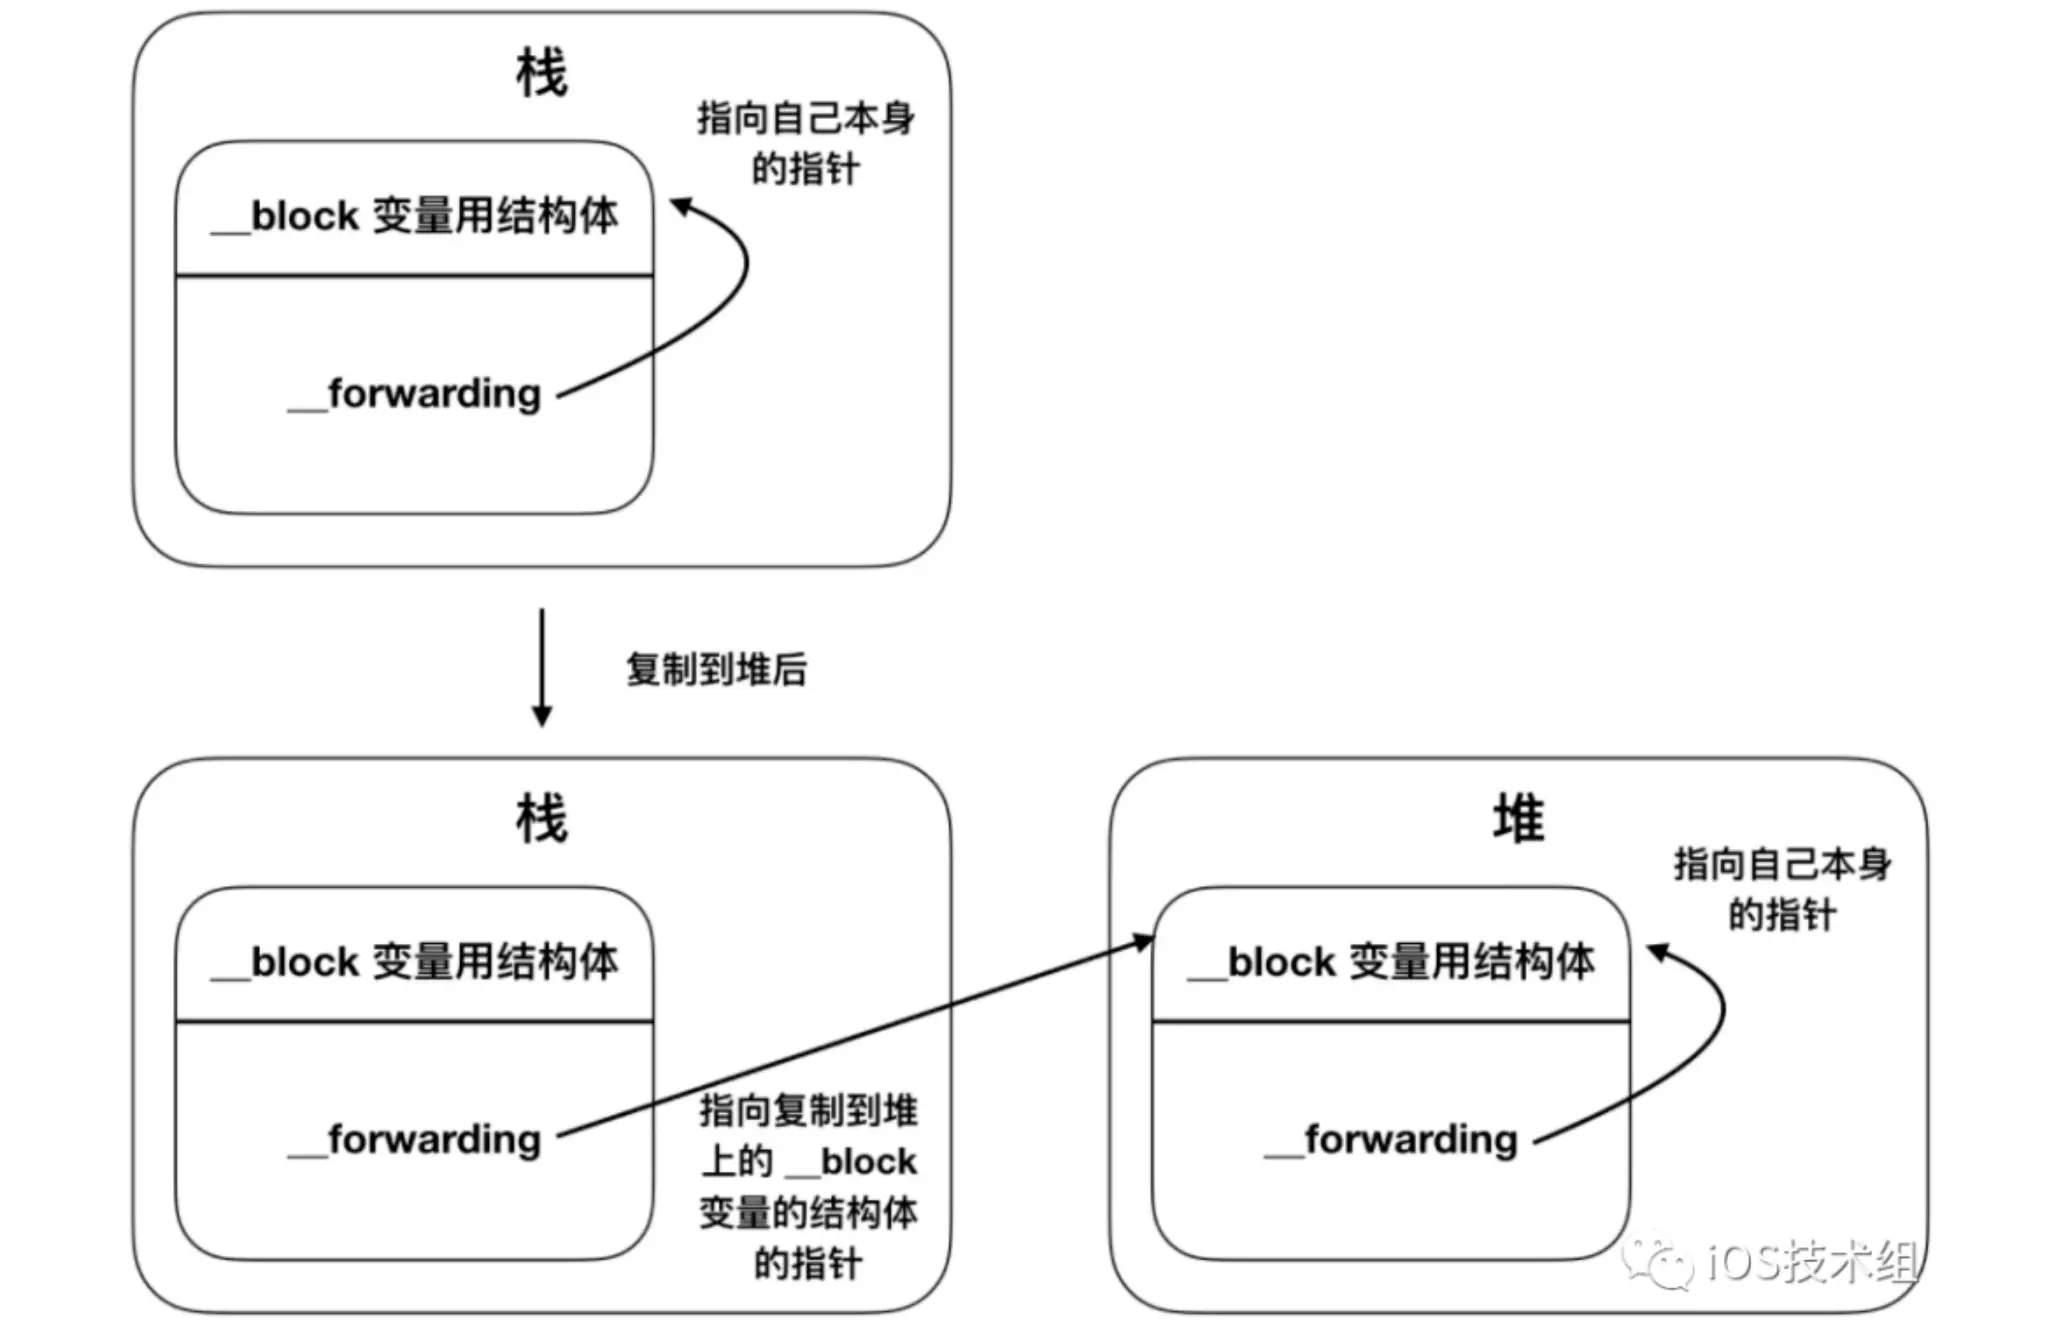 栈
指向自己本身
的指针
__block 变量用结构体
__forwarding
复制到堆后
栈
__block 变量用结构体
__forwarding
指向复制到堆
上的 __block
变量的结构体
的指针
堆
指向自己本身
的指针
__block 变量用结构体
__forwarding
iOS技术组